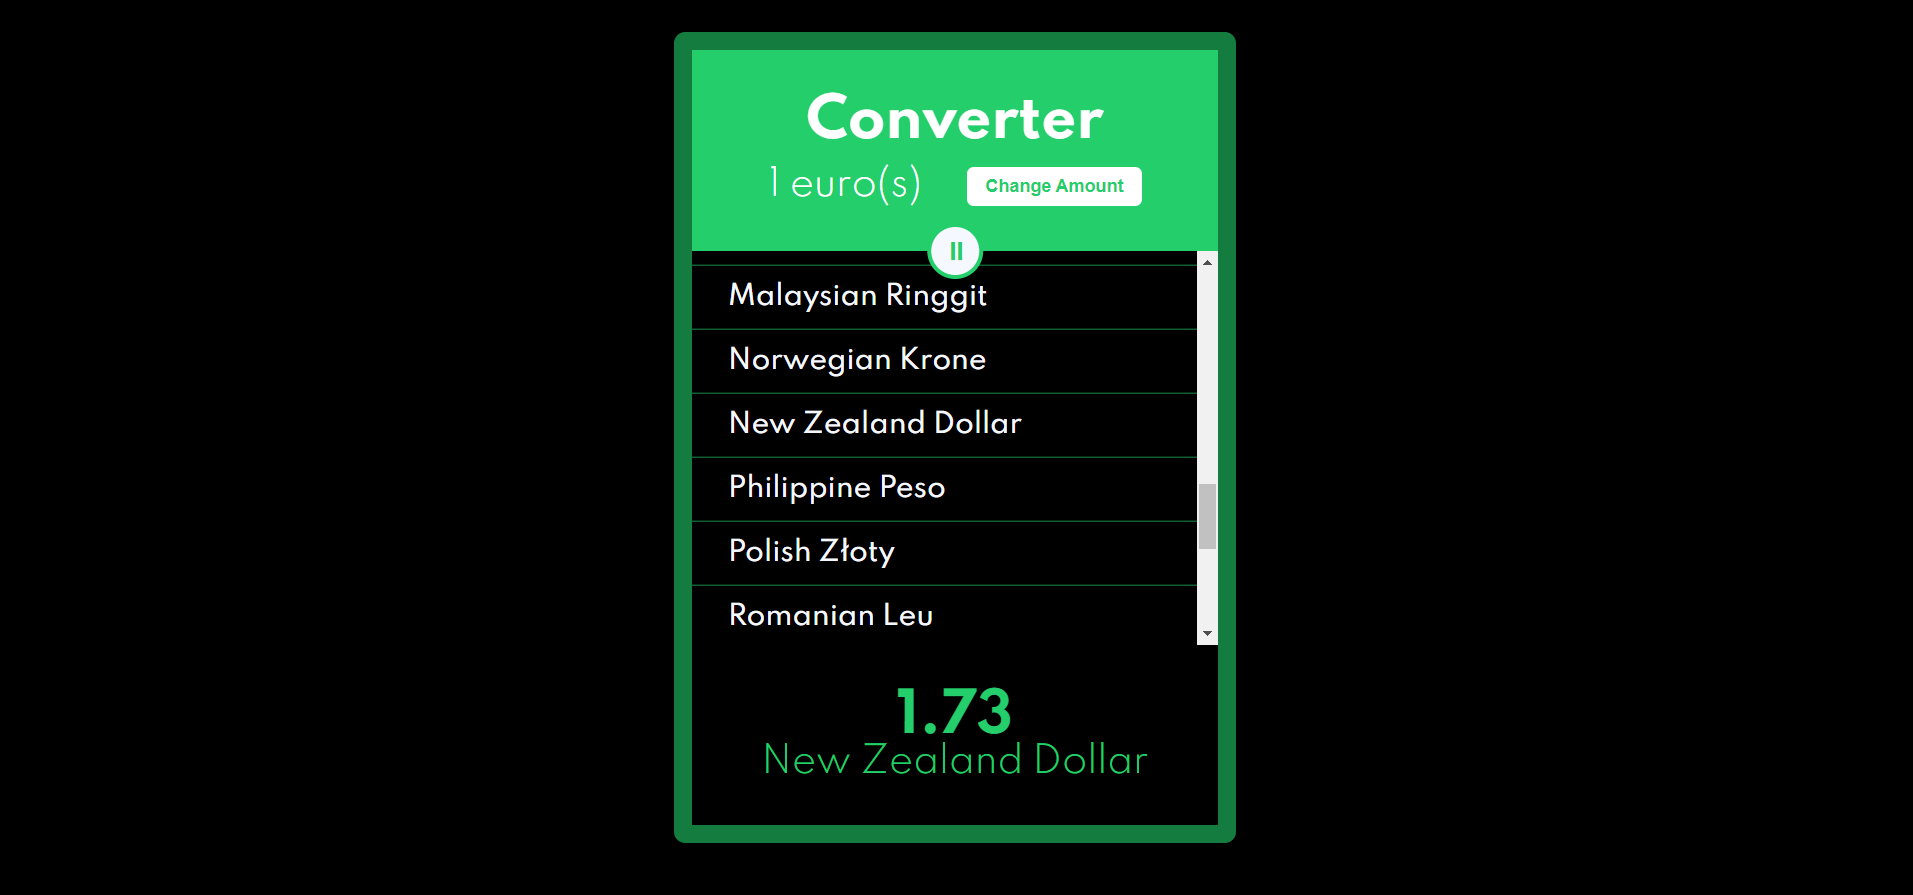 Converter
1 euro(s)
Change Amount
Malaysian Ringgit
Norwegian Krone
New Zealand Dollar
Philippine Peso
Polish Złoty
Romanian Leu
1.73
New Zealand Dollar